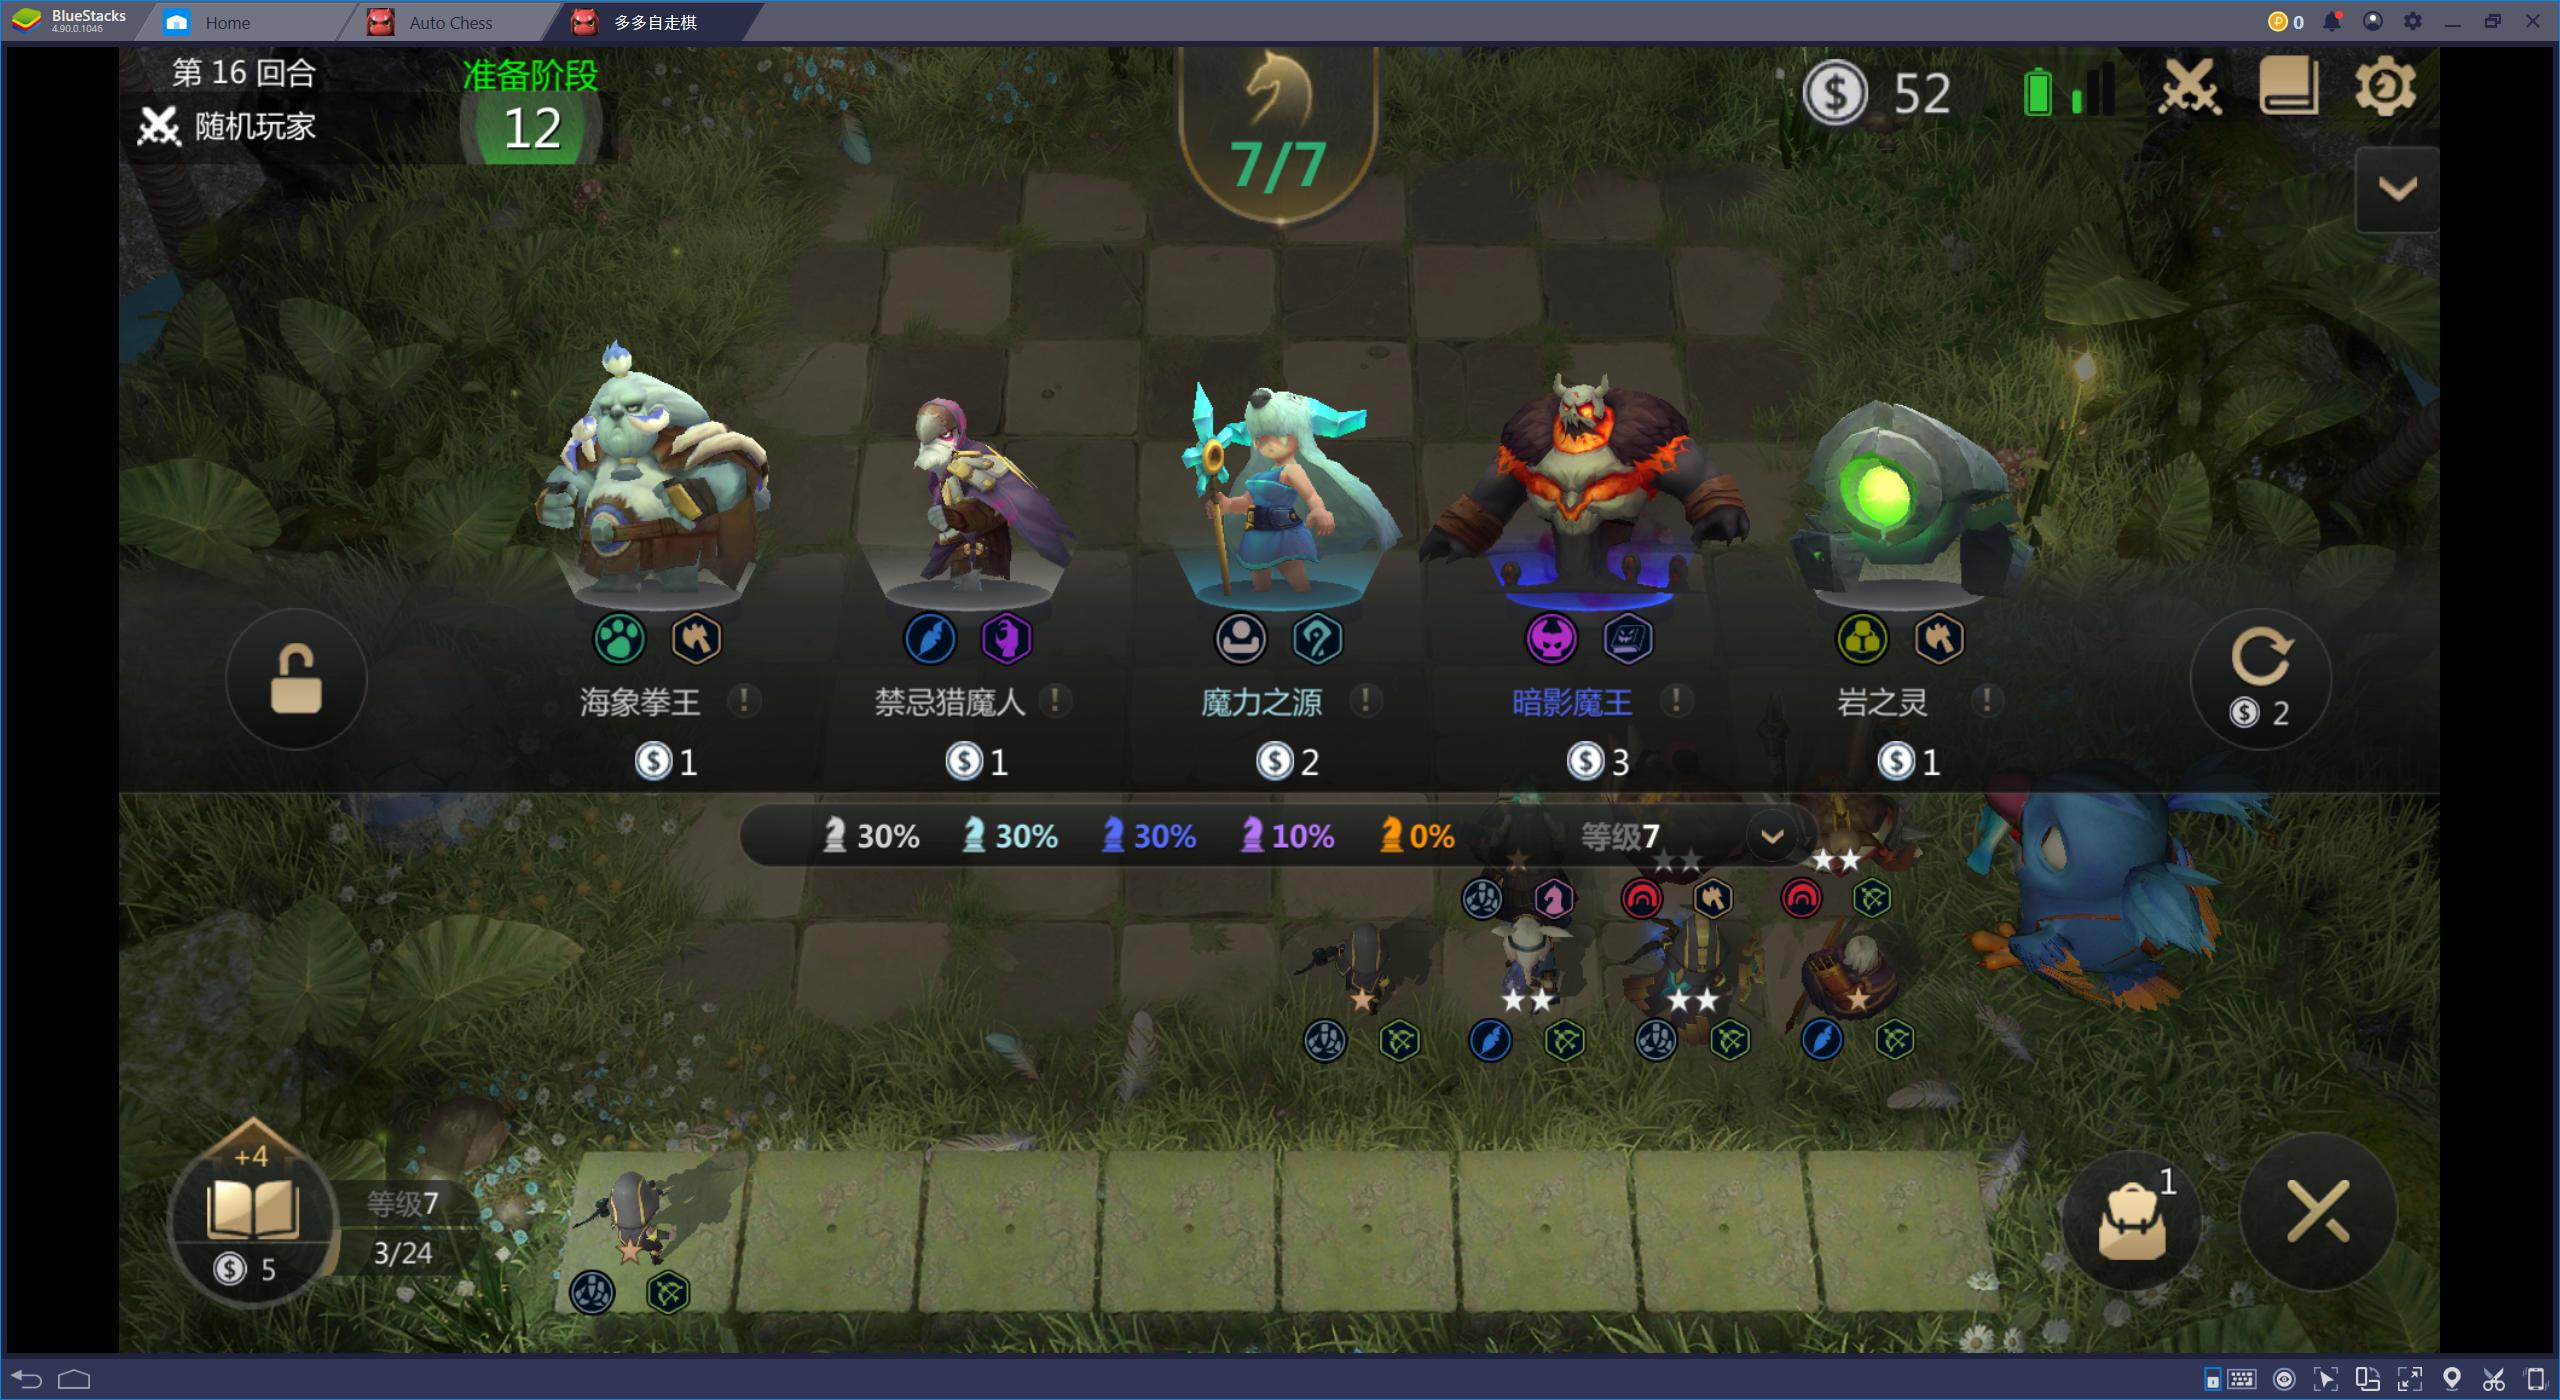 BlueStacks
4.90.0.1046
Home
Auto Chess
多多自走棋
0
第 16 回合
准备阶段
随机玩家
12
7/7
52
海象拳王 !
禁忌猎魔人 !
魔力之源 !
暗影魔王 !
岩之灵 !
2
1
1
2
3
1
30%
30%
30%
10%
0%
等级7
+4
等级7
5
3/24
1